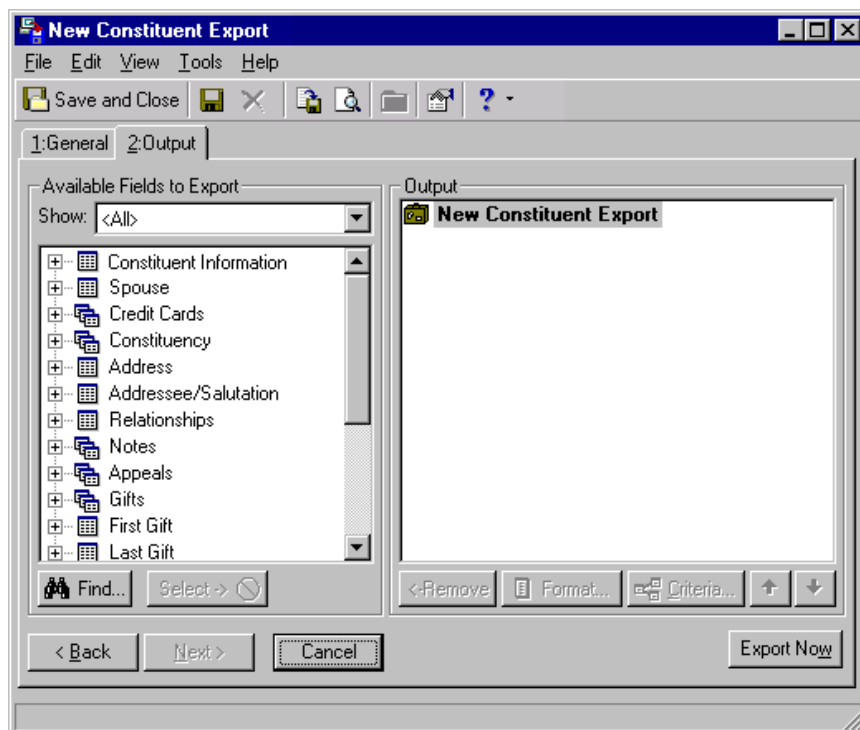 New Constituent Export
File Edit View Tools Help
Save and Close ?
1:General 2:Output
Available Fields to Export
Show: <All>
Constituent Information
Spouse
Credit Cards
Constituency
Address
Addressee/Salutation
Relationships
Notes
Appeals
Gifts
First Gift
Last Gift
Find... Select ->
Output
New Constituent Export
<-Remove Format... Criteria...
< Back Next > Cancel Export Now